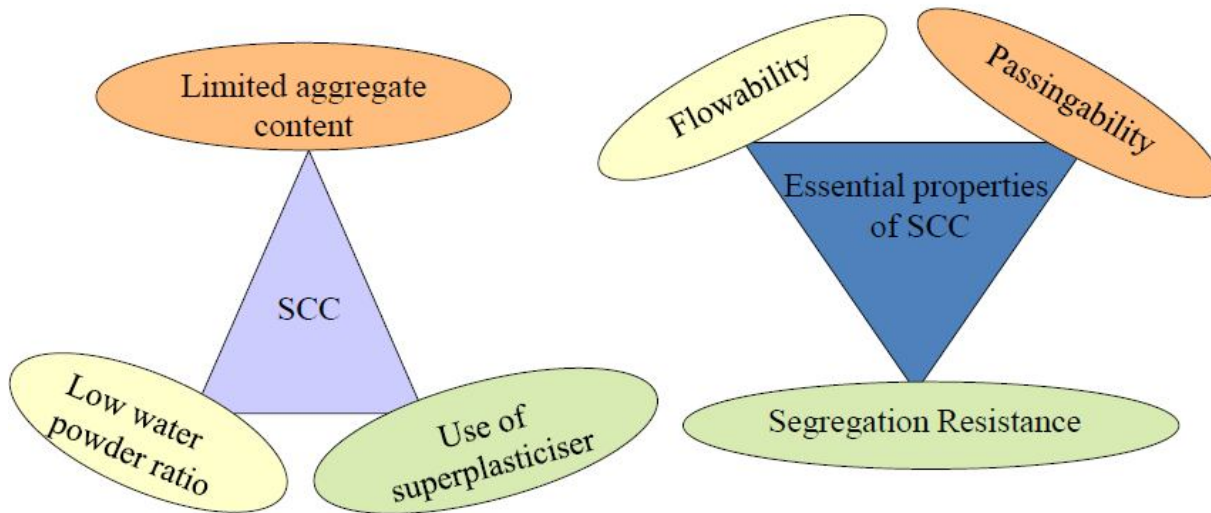 Limited aggregate
content
SCC
Low water
powder ratio
Use of
superplasticiser
Flowability
Passingability
Essential properties
of SCC
Segregation Resistance